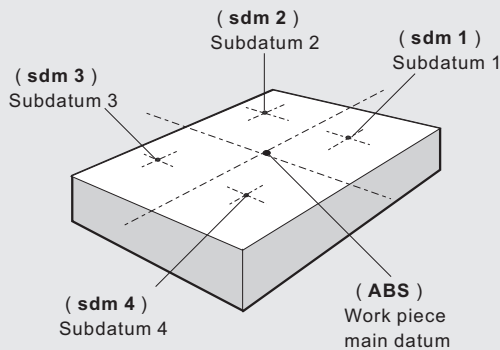 ( sdm 2 )
Subdatum 2
( sdm 1 )
Subdatum 1
( sdm 3 )
Subdatum 3
( sdm 4 )
Subdatum 4
( ABS )
Work piece
main datum